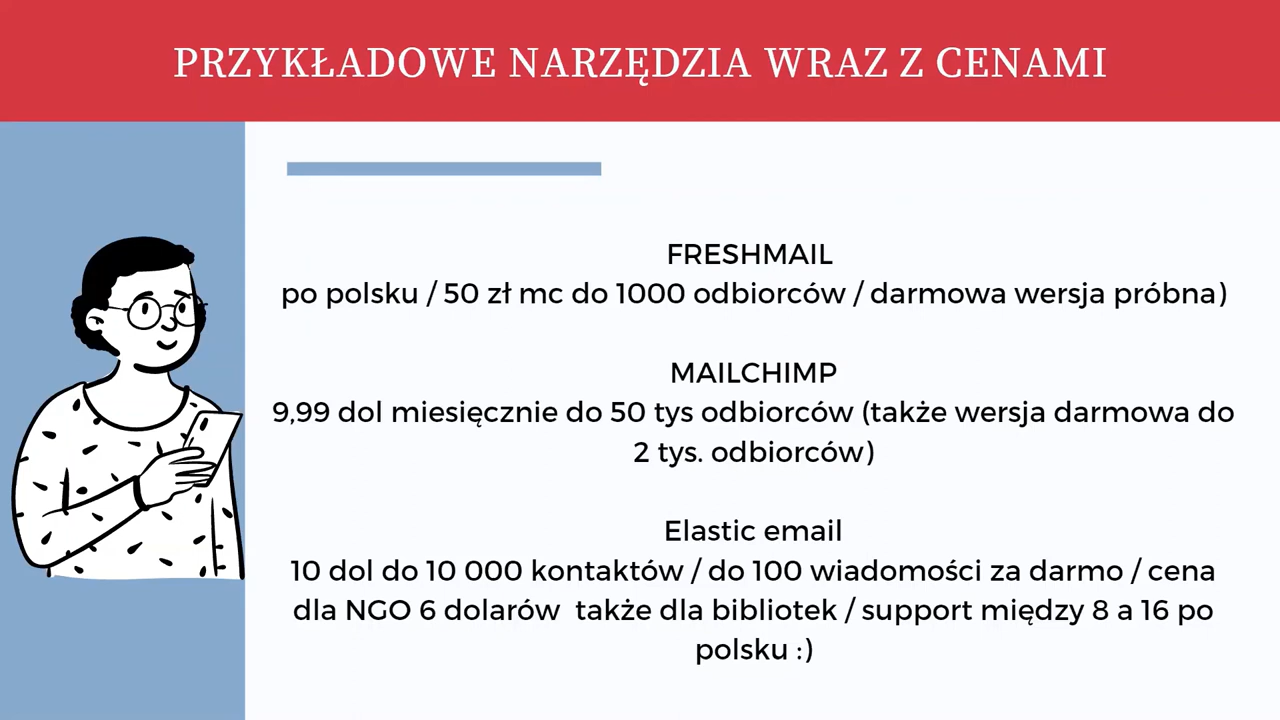 PRZYKŁADOWE NARZĘDZIA WRAZ Z CENAMI
FRESHMAIL
po polsku / 50 zł mc do 1000 odbiorców / darmowa wersja próbna)
MAILCHIMP
9,99 dol miesięcznie do 50 tys odbiorców (także wersja darmowa do
2 tys. odbiorców)
Elastic email
10 dol do 10 000 kontaktów / do 100 wiadomości za darmo / cena
dla NGO 6 dolarów  także dla bibliotek / support między 8 a 16 po
polsku :)